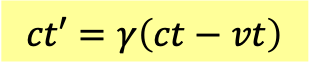 ct′ = γ(ct − vt)